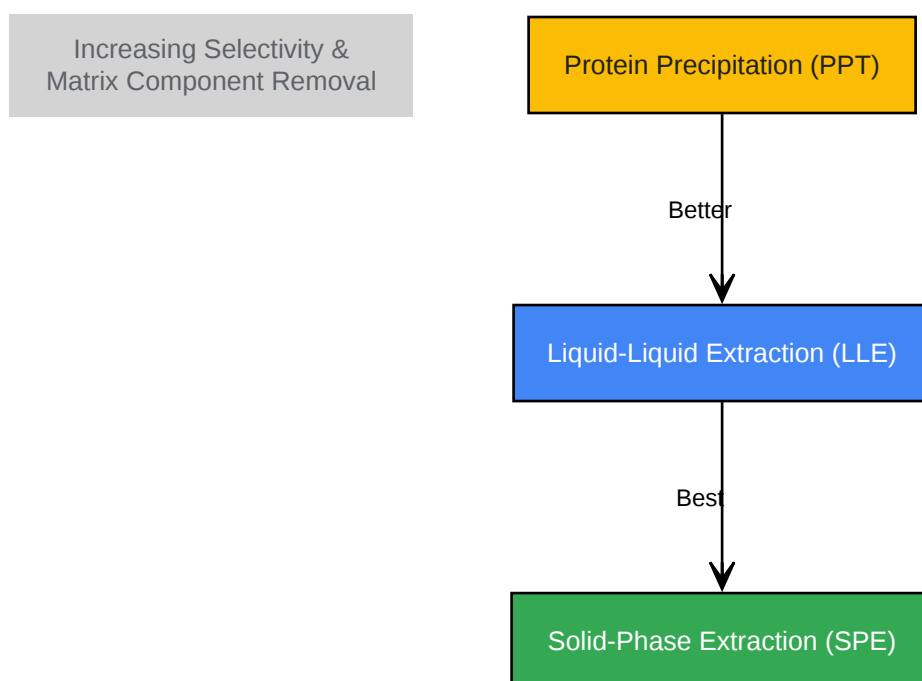 Increasing Selectivity &
Matrix Component Removal
Protein Precipitation (PPT)
Better
Liquid-Liquid Extraction (LLE)
Best
Solid-Phase Extraction (SPE)